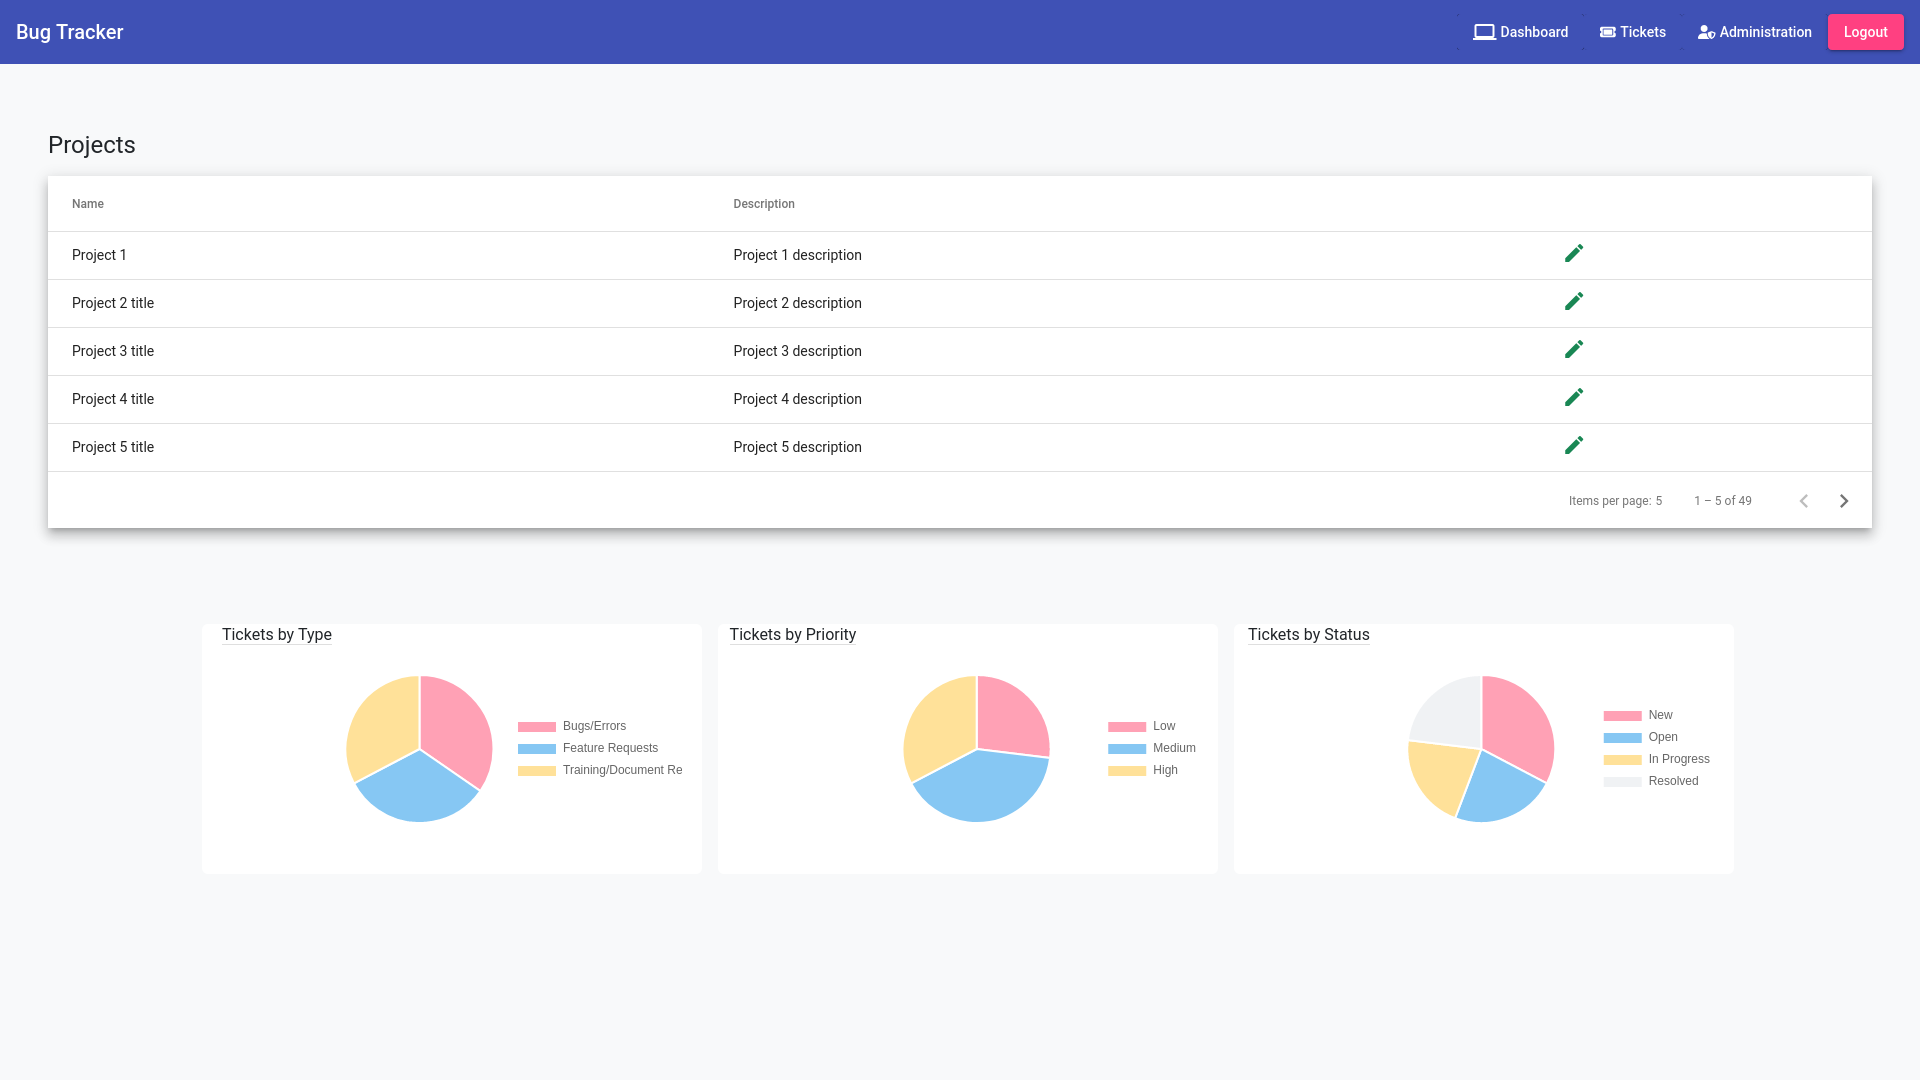 Bug Tracker
Dashboard
Tickets
Administration
Logout
Projects
Name Description
Project 1 Project 1 description
Project 2 title Project 2 description
Project 3 title Project 3 description
Project 4 title Project 4 description
Project 5 title Project 5 description
Items per page: 5 1 – 5 of 49
Tickets by Type
Bugs/Errors
Feature Requests
Training/Document Re
Tickets by Priority
Low
Medium
High
Tickets by Status
New
Open
In Progress
Resolved